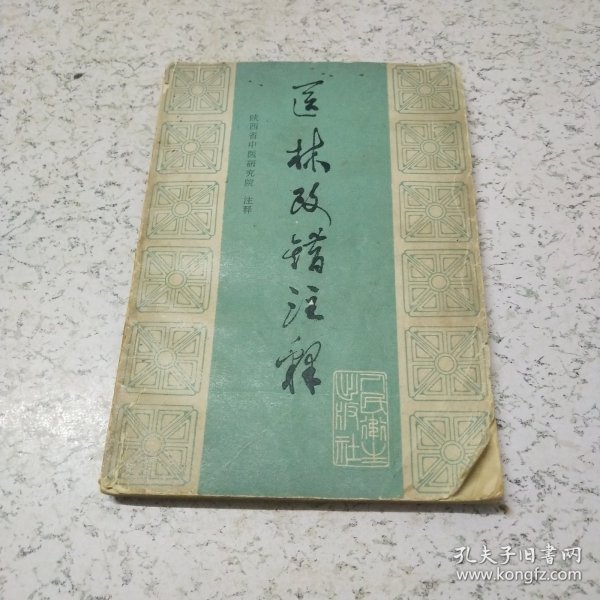 医林改错注释
陕西省中医研究院 注释
人民卫生
出版社
孔夫子旧书网
www.kongfz.com